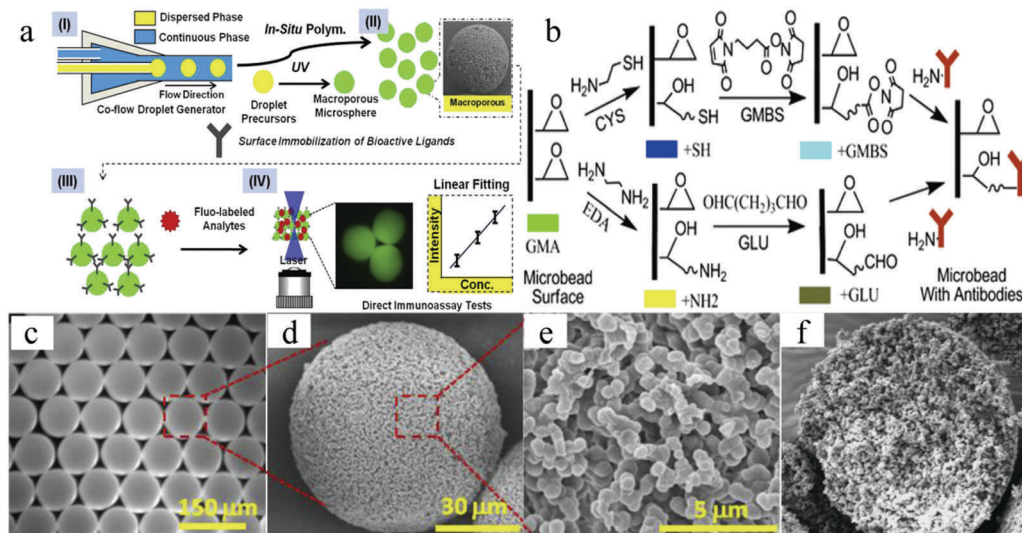 a
(I)
Dispersed Phase
Continuous Phase
Flow Direction
Co-flow Droplet Generator
In-Situ Polym.
UV
Droplet
Precursors
Macroporous
Microsphere
(II)
Macroporous
Surface Immobilization of Bioactive Ligands
(III)
Fluo-labeled
Analytes
(IV)
Laser
Linear Fitting
Intensity
Conc.
Direct Immunoassay Tests
b
H₂N
SH
CYS
OH
SH
+SH
O
O
N
O
O
O
N
O
GMBS
O
OH
O
O
N
O
+GMBS
H₂N
O
GMA
Microbead
Surface
H₂N
NH₂
EDA
O
OH
NH₂
+NH2
OHC(CH₂)₃CHO
GLU
O
OH
CHO
+GLU
H₂N
O
OH
N
H
Microbead
With Antibodies
c
150 μm
d
30 μm
e
5 μm
f